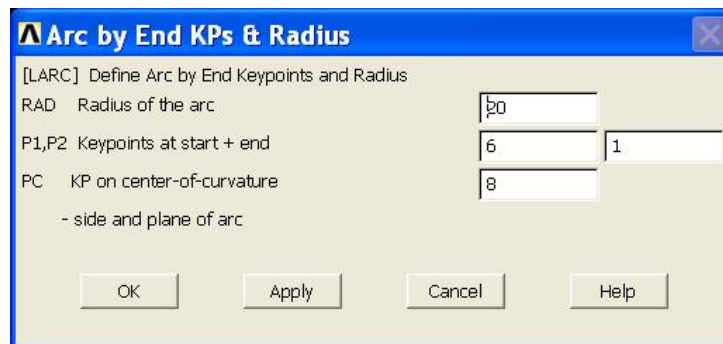 Arc by End KPs & Radius
[LARC] Define Arc by End Keypoints and Radius
RAD Radius of the arc 20
P1,P2 Keypoints at start + end 6 1
PC KP on center-of-curvature 8
- side and plane of arc
OK Apply Cancel Help